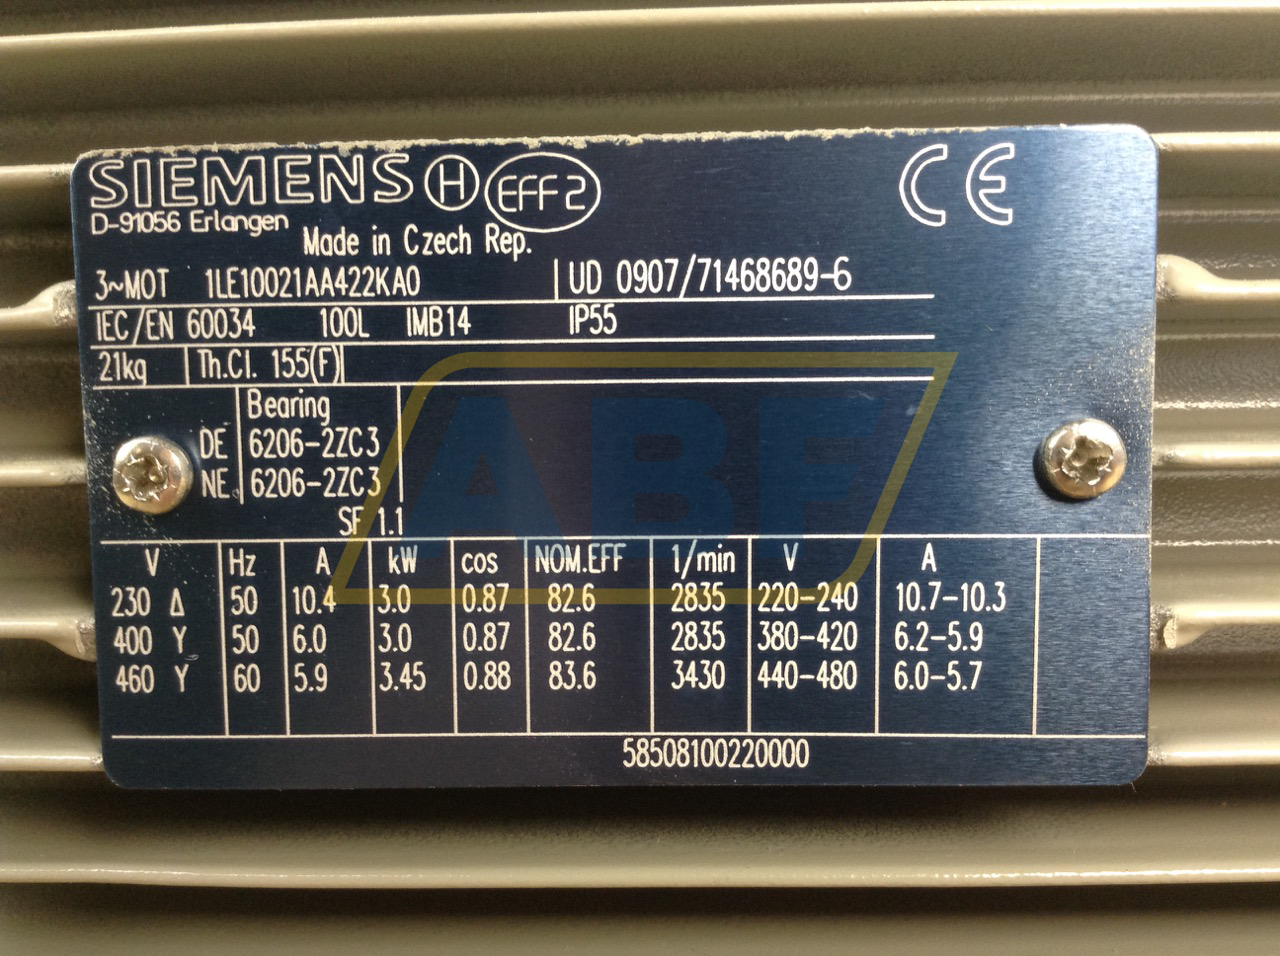 SIEMENS H EFF 2 CE
D-91056 Erlangen
Made in Czech Rep.
3~MOT 1LE10021AA422KA0 UD 0907/71468689-6
IEC/EN 60034 100L IMB14 IP55
21kg Th.Cl. 155(F)
Bearing
DE 6206-2ZC3
NE 6206-2ZC3
SF 1.1
ABF
V Hz A kW cos NOM.EFF 1/min V A
230 Δ 50 10.4 3.0 0.87 82.6 2835 220-240 10.7-10.3
400 Y 50 6.0 3.0 0.87 82.6 2835 380-420 6.2-5.9
460 Y 60 5.9 3.45 0.88 83.6 3430 440-480 6.0-5.7
58508100220000